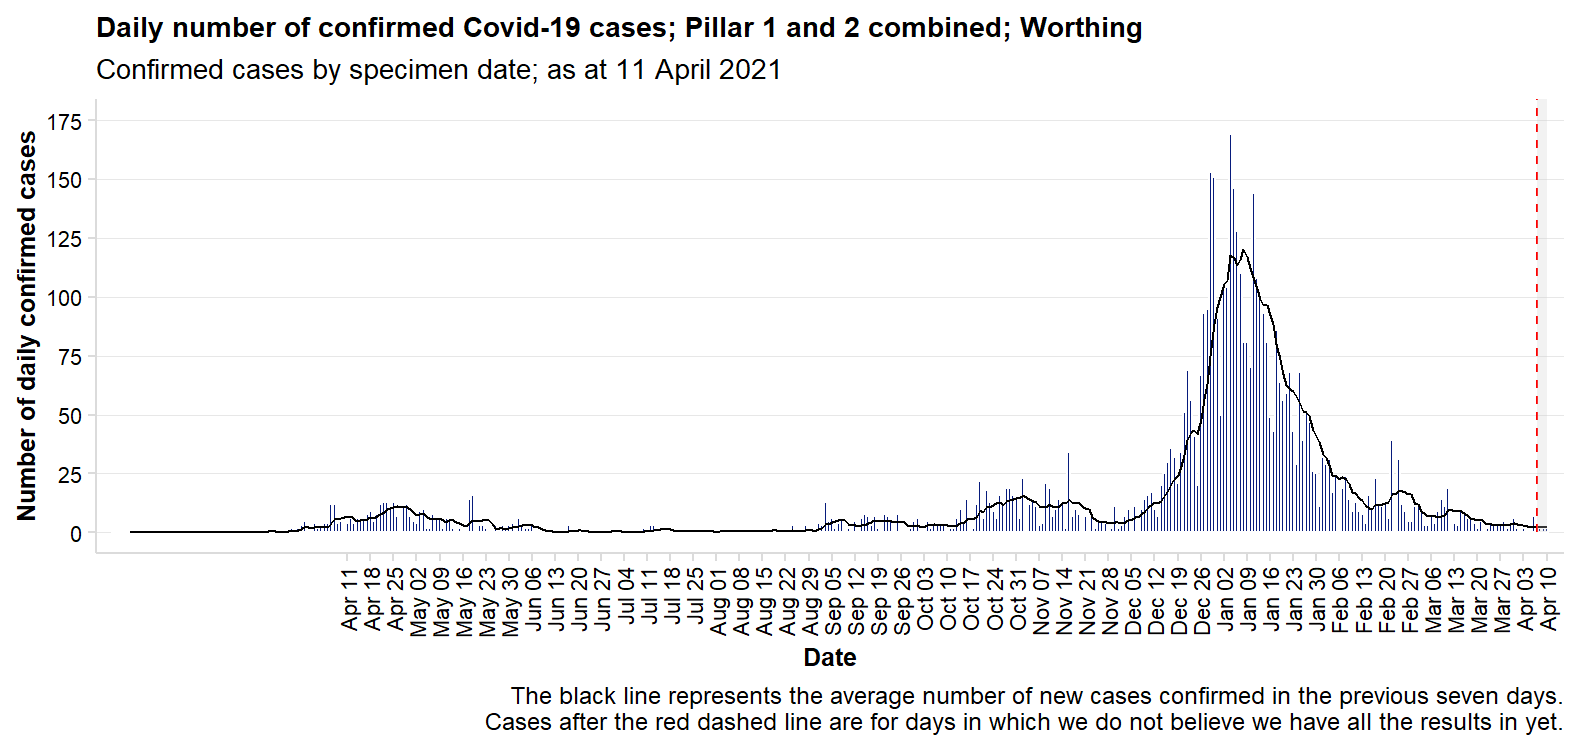 Daily number of confirmed Covid-19 cases; Pillar 1 and 2 combined; Worthing
Confirmed cases by specimen date; as at 11 April 2021
Number of daily confirmed cases
175
150
125
100
75
50
25
0
Apr 11
Apr 18
Apr 25
May 02
May 09
May 16
May 23
May 30
Jun 06
Jun 13
Jun 20
Jun 27
Jul 04
Jul 11
Jul 18
Jul 25
Aug 01
Aug 08
Aug 15
Aug 22
Aug 29
Sep 05
Sep 12
Sep 19
Sep 26
Oct 03
Oct 10
Oct 17
Oct 24
Oct 31
Nov 07
Nov 14
Nov 21
Nov 28
Dec 05
Dec 12
Dec 19
Dec 26
Jan 02
Jan 09
Jan 16
Jan 23
Jan 30
Feb 06
Feb 13
Feb 20
Feb 27
Mar 06
Mar 13
Mar 20
Mar 27
Apr 03
Apr 10
Date
The black line represents the average number of new cases confirmed in the previous seven days.
Cases after the red dashed line are for days in which we do not believe we have all the results in yet.